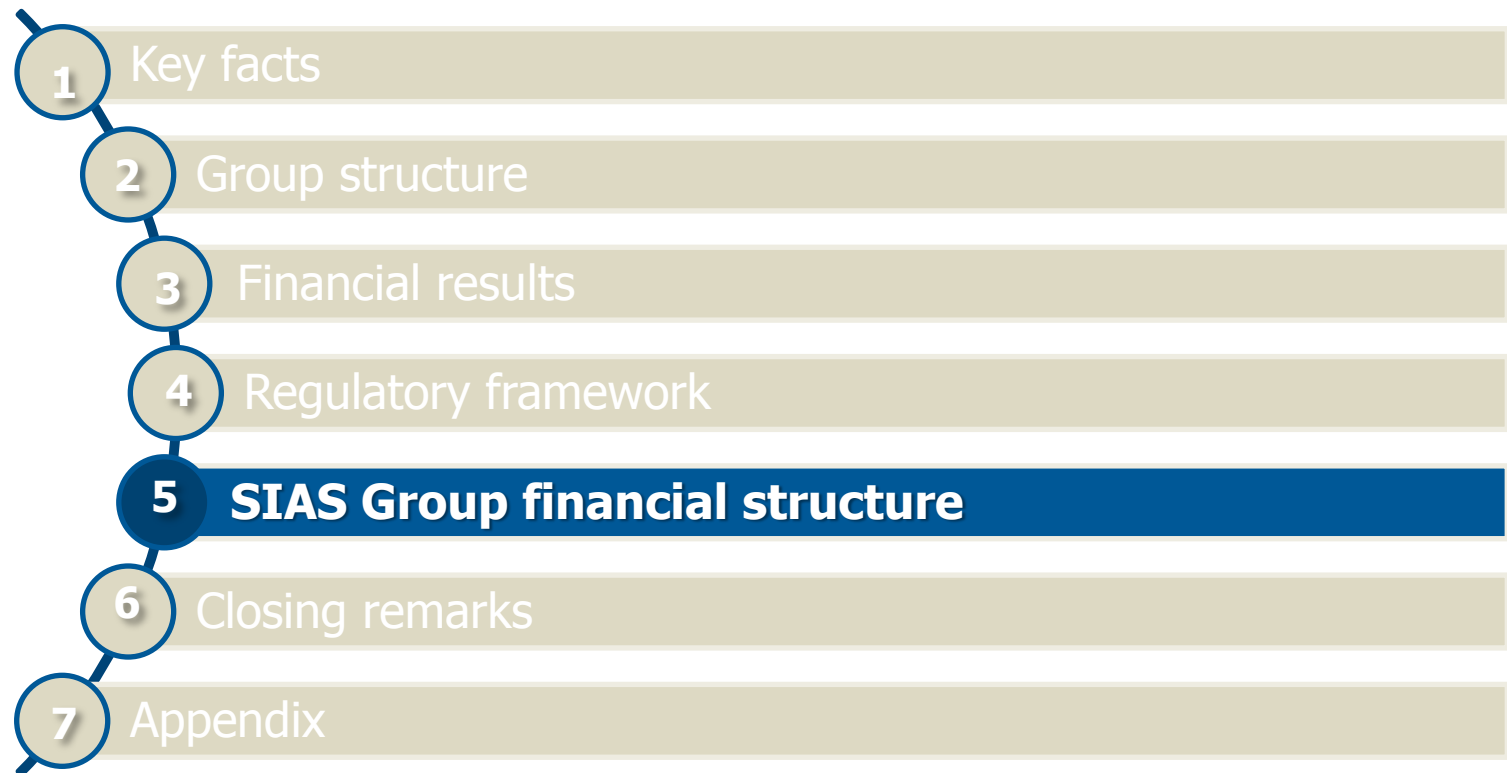 1 Key facts
2 Group structure
3 Financial results
4 Regulatory framework
5 SIAS Group financial structure
6 Closing remarks
7 Appendix